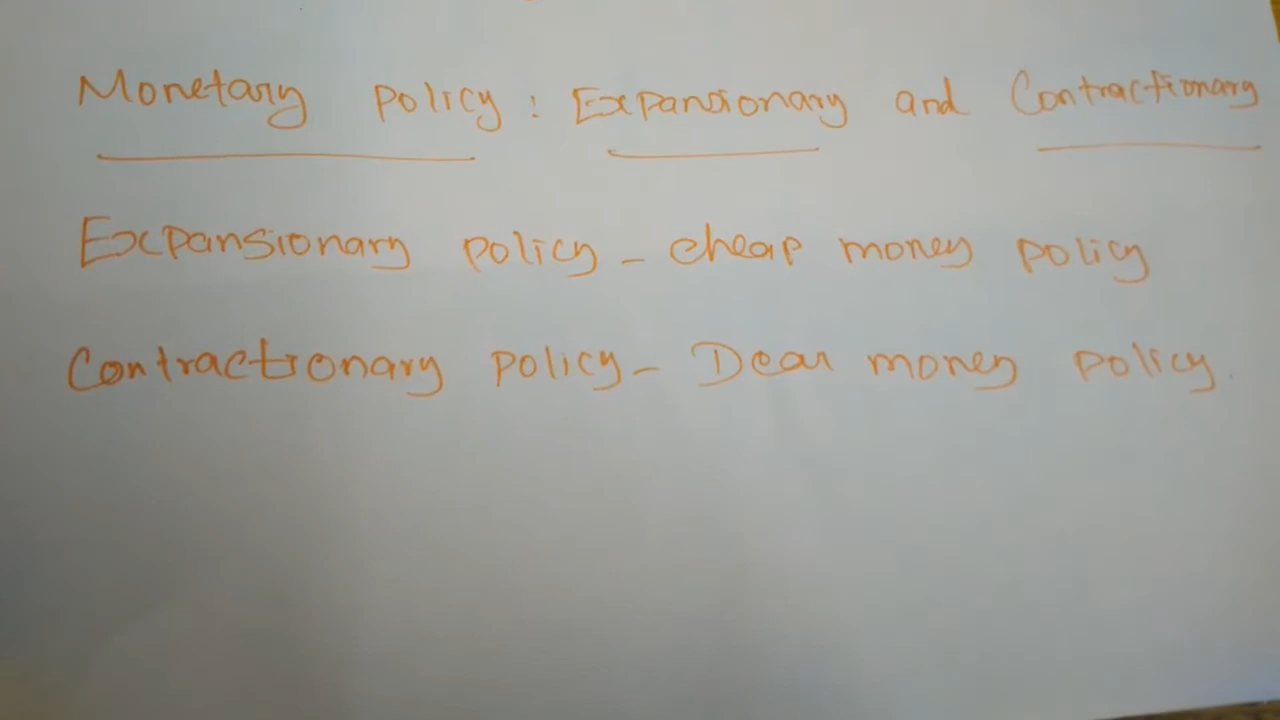 Monetary policy : Expansionary and Contractionary
Expansionary policy - cheap money policy
Contractionary policy - Dear money policy.